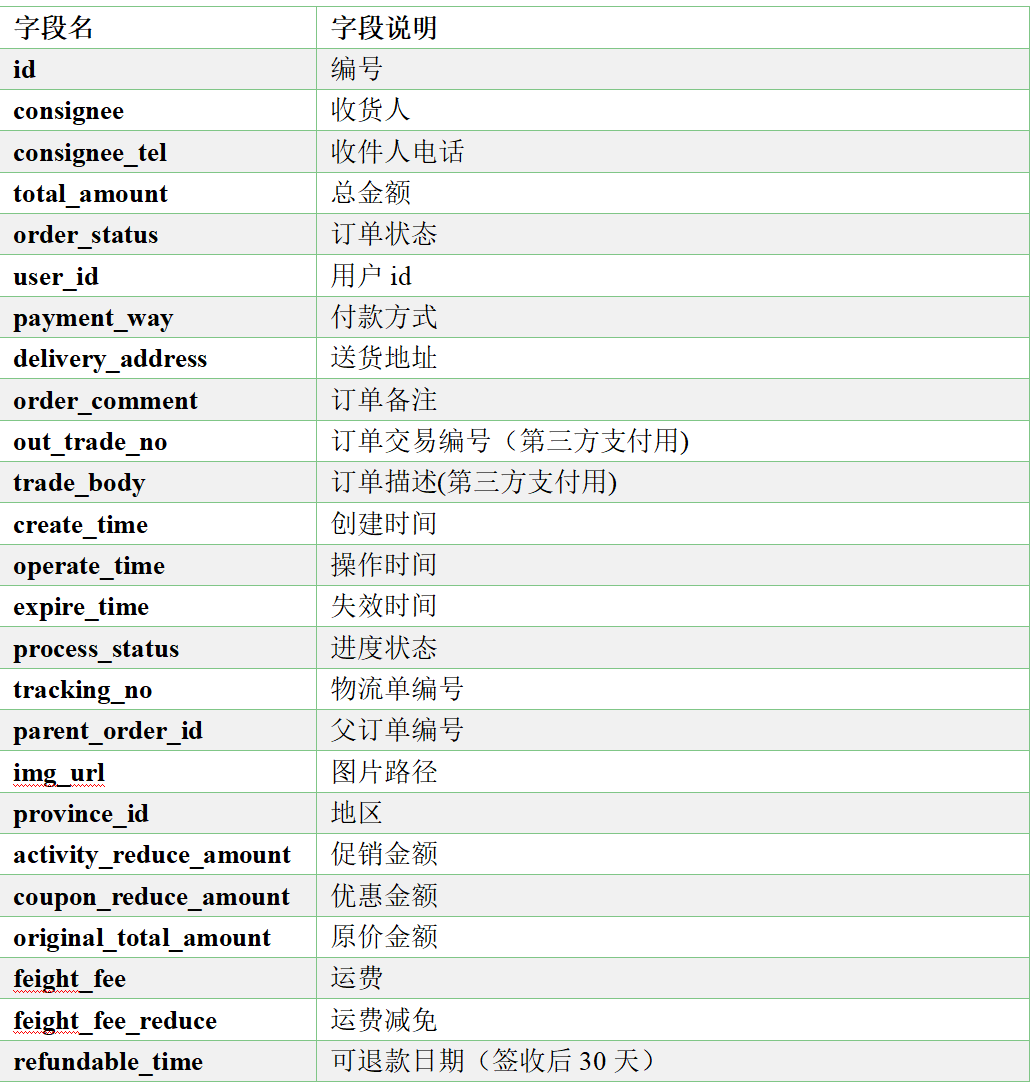 字段名 字段说明
id 编号
consignee 收货人
consignee_tel 收件人电话
total_amount 总金额
order_status 订单状态
user_id 用户 id
payment_way 付款方式
delivery_address 送货地址
order_comment 订单备注
out_trade_no 订单交易编号（第三方支付用)
trade_body 订单描述(第三方支付用)
create_time 创建时间
operate_time 操作时间
expire_time 失效时间
process_status 进度状态
tracking_no 物流单编号
parent_order_id 父订单编号
img_url 图片路径
province_id 地区
activity_reduce_amount 促销金额
coupon_reduce_amount 优惠金额
original_total_amount 原价金额
feight_fee 运费
feight_fee_reduce 运费减免
refundable_time 可退款日期（签收后 30 天）